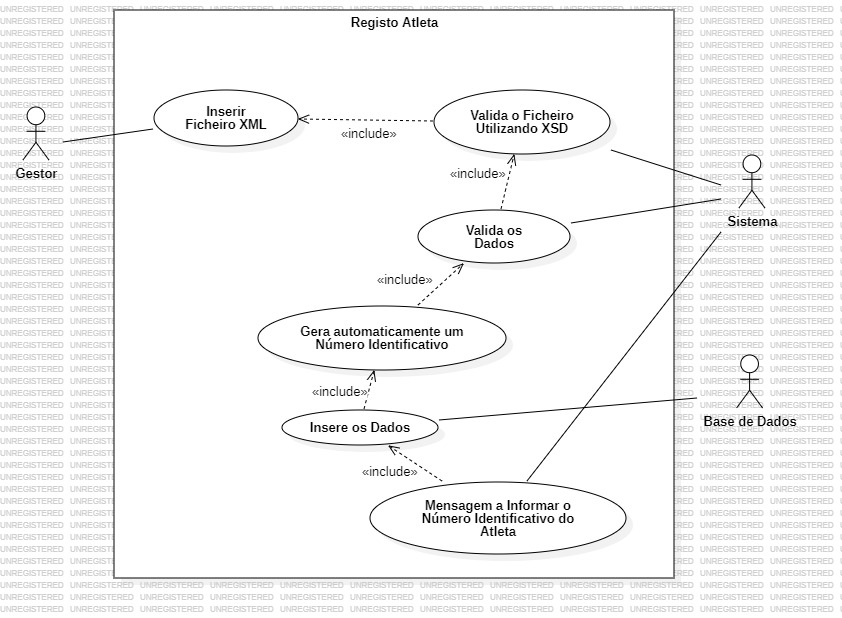 Registo Atleta
Inserir
Ficheiro XML
«include»
Valida o Ficheiro
Utilizando XSD
Gestor
«include»
Sistema
Valida os
Dados
«include»
Gera automaticamente um
Número Identificativo
«include»
Insere os Dados
Base de Dados
«include»
Mensagem a Informar o
Número Identificativo do
Atleta
UNREGISTERED